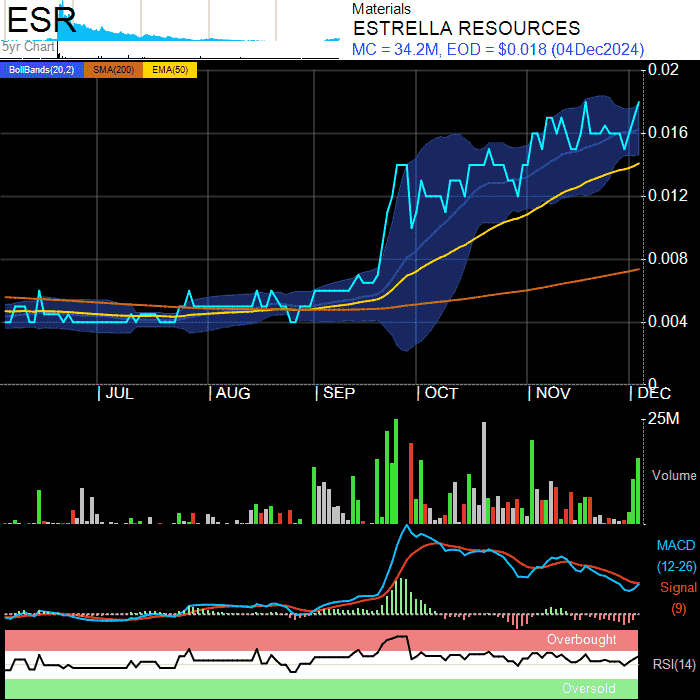 ESR
5yr Chart
Materials
ESTRELLA RESOURCES
MC = 34.2M, EOD = $0.018 (04Dec2024)
BollBands(20,2) SMA(200) EMA(50)
0.02
0.016
0.012
0.008
0.004
0
JUL AUG SEP OCT NOV DEC
25M
Volume
MACD
(12-26)
Signal
(9)
Overbought
RSI(14)
Oversold